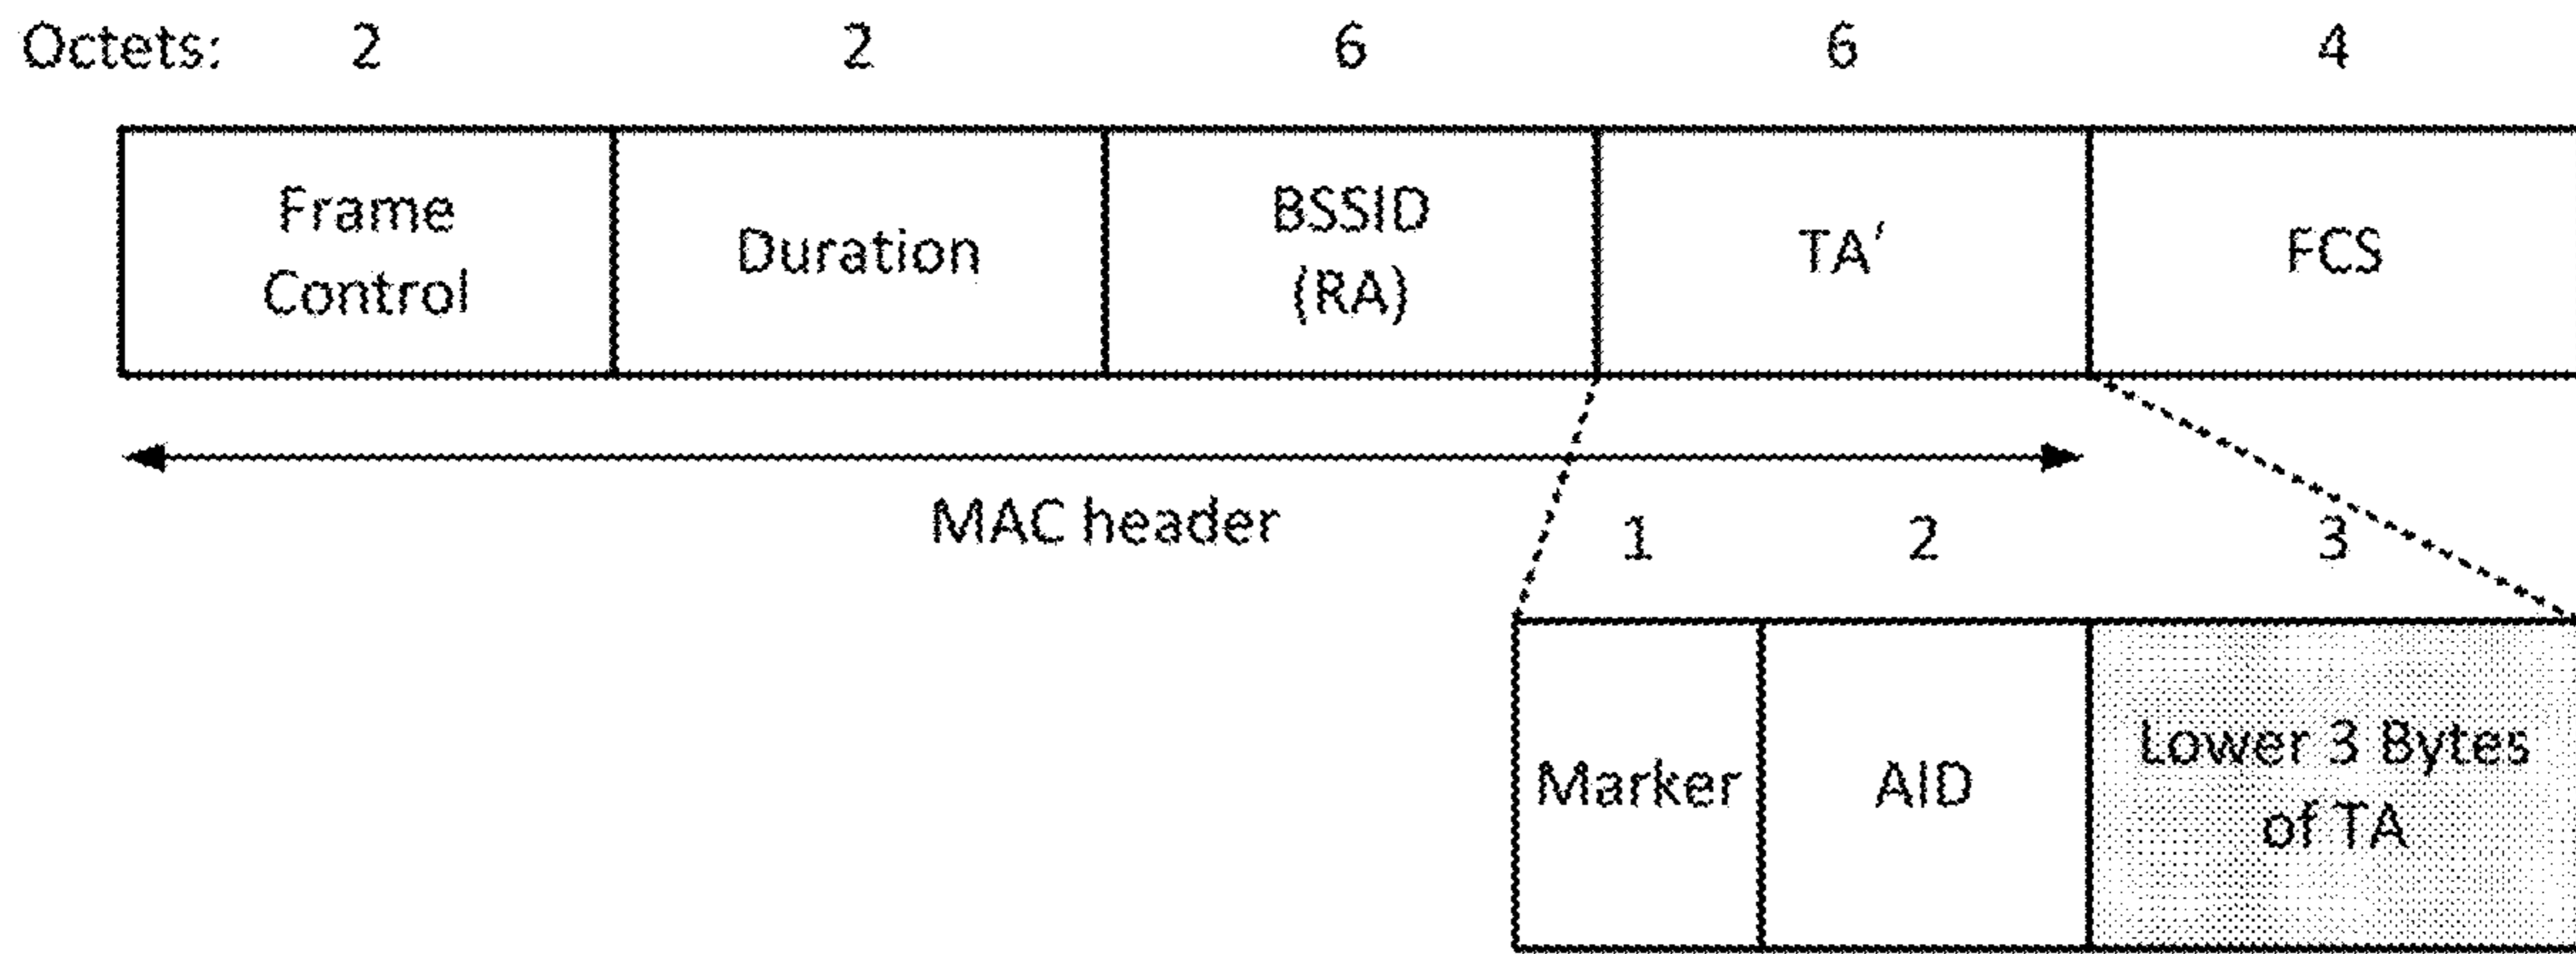 Octets: 2 2 6 6 4
Frame
Control
Duration
BSSID
(RA)
TA'
FCS
MAC header
1 2 3
Marker
AID
Lower 3 Bytes
of TA